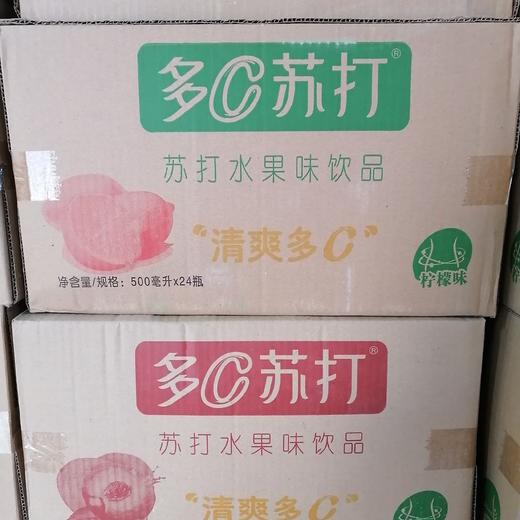 多C苏打®
苏打水果味饮品
“清爽多C”
净含量/规格：500毫升x24瓶
柠檬味
多C苏打®
苏打水果味饮品
“清爽多C”